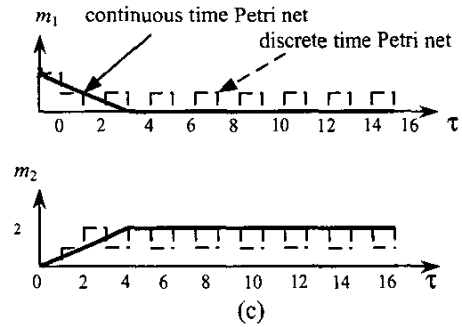 m₁
continuous time Petri net
discrete time Petri net
0 2 4 6 8 10 12 14 16 τ
m₂
2
0 2 4 6 8 10 12 14 16 τ
(c)